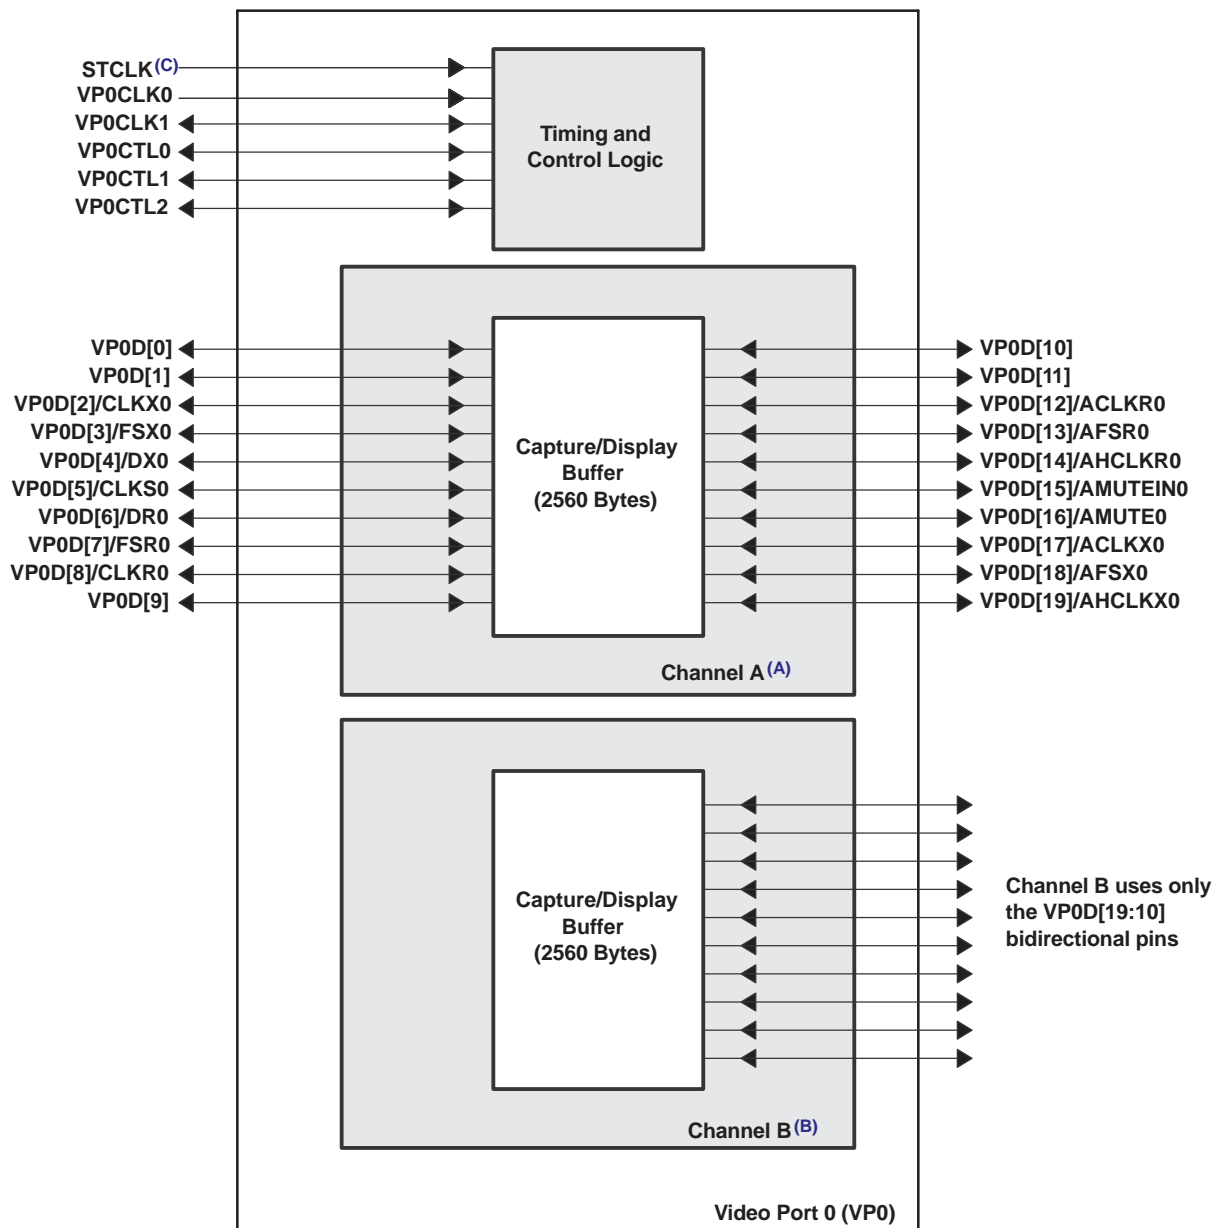 STCLK(C)
VP0CLK0
VP0CLK1
VP0CTL0
VP0CTL1
VP0CTL2
Timing and
Control Logic
VP0D[0]
VP0D[1]
VP0D[2]/CLKX0
VP0D[3]/FSX0
VP0D[4]/DX0
VP0D[5]/CLKS0
VP0D[6]/DR0
VP0D[7]/FSR0
VP0D[8]/CLKR0
VP0D[9]
Capture/Display
Buffer
(2560 Bytes)
VP0D[10]
VP0D[11]
VP0D[12]/ACLKR0
VP0D[13]/AFSR0
VP0D[14]/AHCLKR0
VP0D[15]/AMUTEIN0
VP0D[16]/AMUTE0
VP0D[17]/ACLKX0
VP0D[18]/AFSX0
VP0D[19]/AHCLKX0
Channel A(A)
Capture/Display
Buffer
(2560 Bytes)
Channel B uses only
the VP0D[19:10]
bidirectional pins
Channel B(B)
Video Port 0 (VP0)